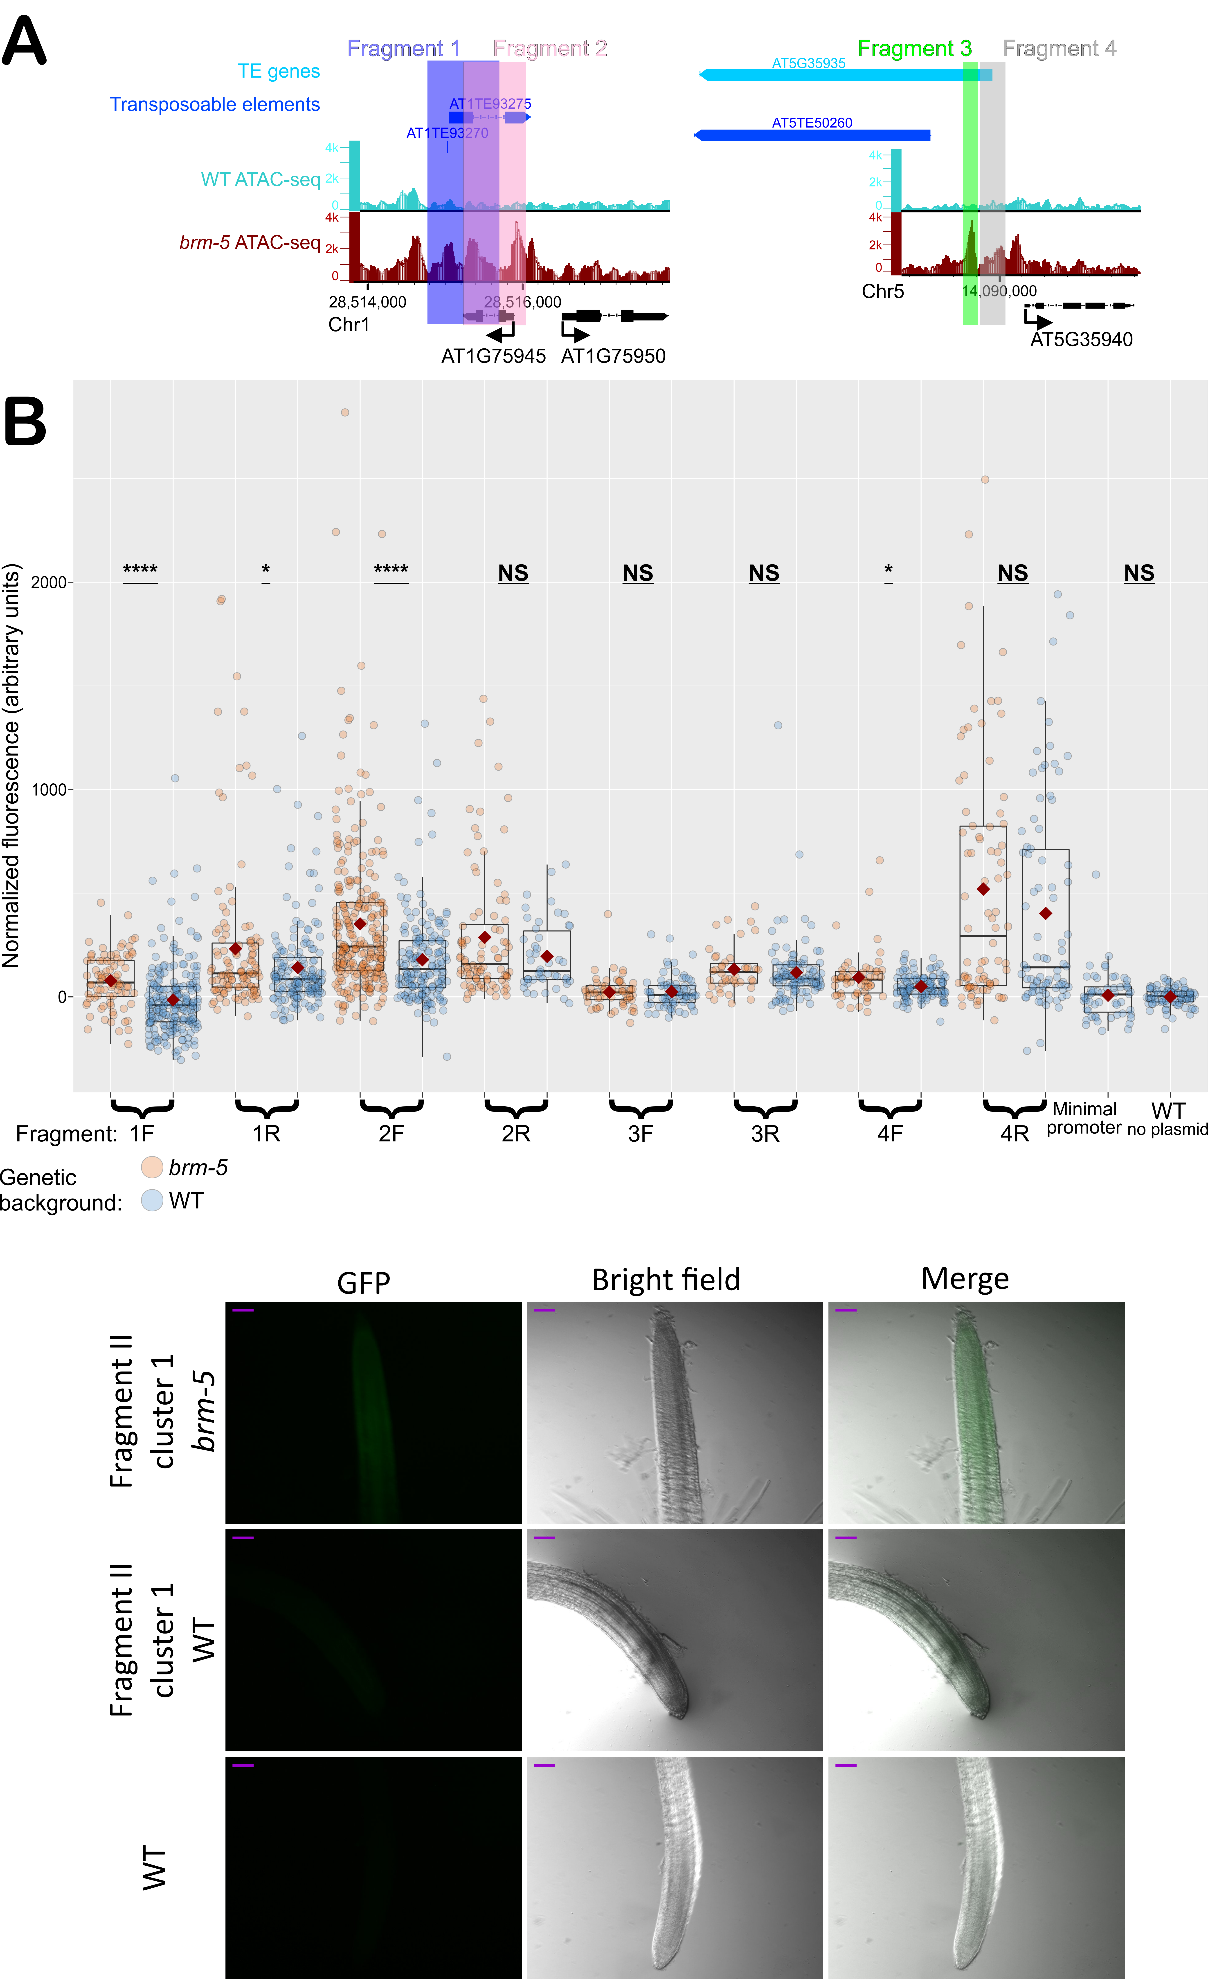 A
Fragment 1 Fragment 2 Fragment 3 Fragment 4
TE genes
AT5G35935
Transposoable elements
AT1TE93275
AT5TE50260
AT1TE93270
4k
2k
0
WT ATAC-seq
4k
2k
0
4k
2k
0
brm-5 ATAC-seq
4k
2k
0
28,514,000 28,516,000
Chr1
Chr5 14,090,000
AT1G75945 AT1G75950
AT5G35940
B
Normalized fluorescence (arbitrary units)
2000
1000
0
**** * **** NS NS NS * NS NS
Fragment: 1F 1R 2F 2R 3F 3R 4F 4R Minimal promoter WT no plasmid
Genetic background:
brm-5
WT
GFP Bright field Merge
Fragment II
cluster 1
brm-5
Fragment II
cluster 1
WT
WT